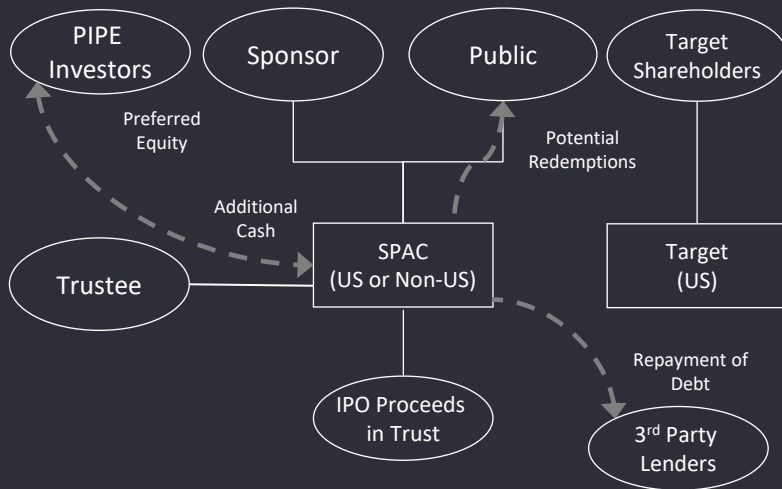 PIPE
Investors
Sponsor
Public
Target
Shareholders
Preferred
Equity
Potential
Redemptions
Additional
Cash
SPAC
(US or Non-US)
Target
(US)
Trustee
Repayment of
Debt
IPO Proceeds
in Trust
3rd Party
Lenders